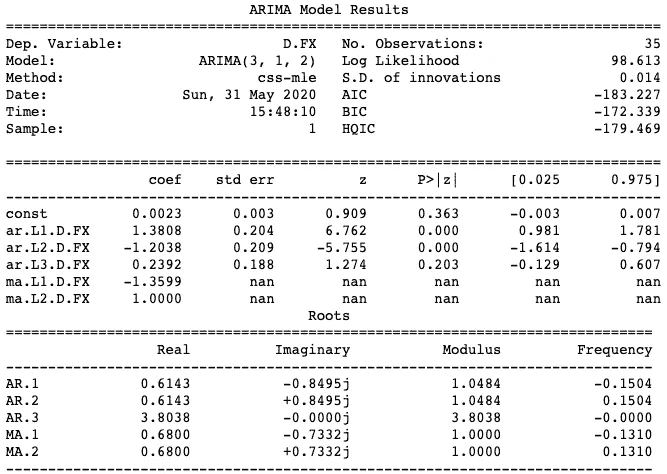 ARIMA Model Results
==============================================================================
Dep. Variable: D.FX No. Observations: 35
Model: ARIMA(3, 1, 2) Log Likelihood 98.613
Method: css-mle S.D. of innovations 0.014
Date: Sun, 31 May 2020 AIC -183.227
Time: 15:48:10 BIC -172.339
Sample: 1 HQIC -179.469
==============================================================================
coef std err z P>|z| [0.025 0.975]
------------------------------------------------------------------------------
const 0.0023 0.003 0.909 0.363 -0.003 0.007
ar.L1.D.FX 1.3808 0.204 6.762 0.000 0.981 1.781
ar.L2.D.FX -1.2038 0.209 -5.755 0.000 -1.614 -0.794
ar.L3.D.FX 0.2392 0.188 1.274 0.203 -0.129 0.607
ma.L1.D.FX -1.3599 nan nan nan nan nan
ma.L2.D.FX 1.0000 nan nan nan nan nan
Roots
=============================================================================
Real Imaginary Modulus Frequency
-----------------------------------------------------------------------------
AR.1 0.6143 -0.8495j 1.0484 -0.1504
AR.2 0.6143 +0.8495j 1.0484 0.1504
AR.3 3.8038 -0.0000j 3.8038 -0.0000
MA.1 0.6800 -0.7332j 1.0000 -0.1310
MA.2 0.6800 +0.7332j 1.0000 0.1310
-----------------------------------------------------------------------------